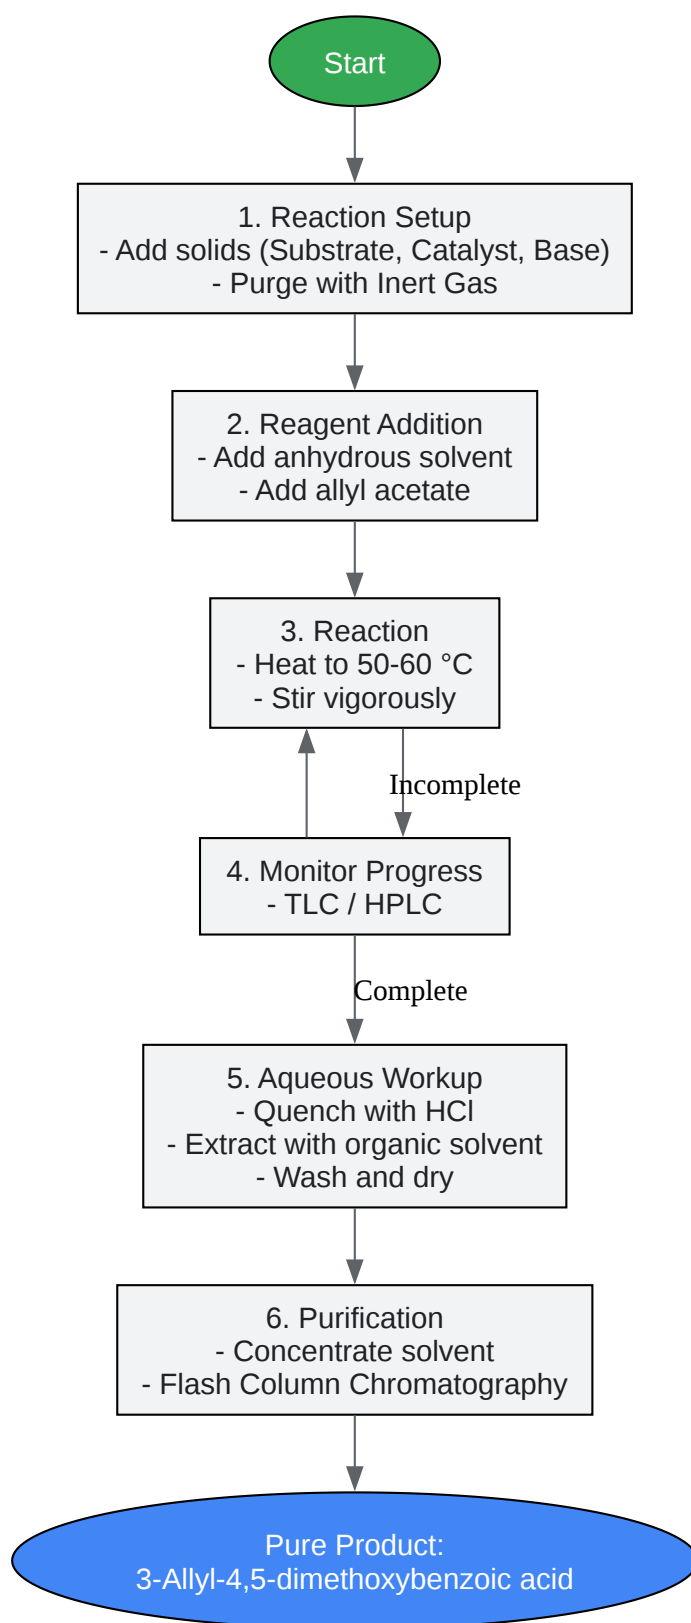 Start
1. Reaction Setup
- Add solids (Substrate, Catalyst, Base)
- Purge with Inert Gas
2. Reagent Addition
- Add anhydrous solvent
- Add allyl acetate
3. Reaction
- Heat to 50-60 °C
- Stir vigorously
Incomplete
4. Monitor Progress
- TLC / HPLC
Complete
5. Aqueous Workup
- Quench with HCl
- Extract with organic solvent
- Wash and dry
6. Purification
- Concentrate solvent
- Flash Column Chromatography
Pure Product:
3-Allyl-4,5-dimethoxybenzoic acid